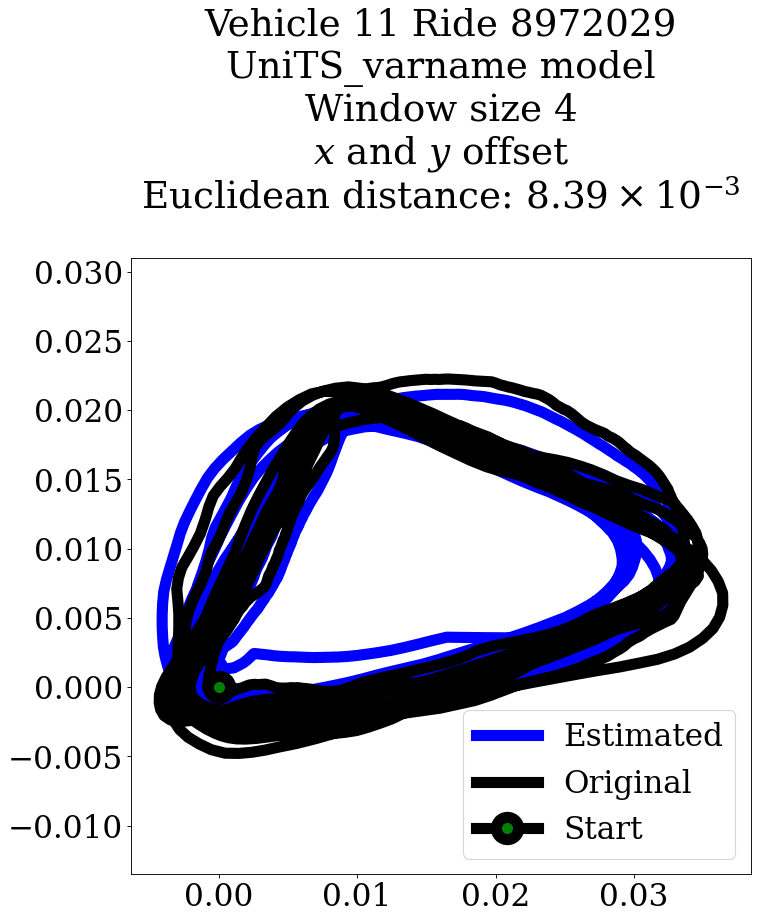 Vehicle 11 Ride 8972029
UniTS_varname model
Window size 4
x and y offset
Euclidean distance: 8.39 × 10⁻³
0.030
0.025
0.020
0.015
0.010
0.005
0.000
−0.005
−0.010
Estimated
Original
Start
0.00 0.01 0.02 0.03